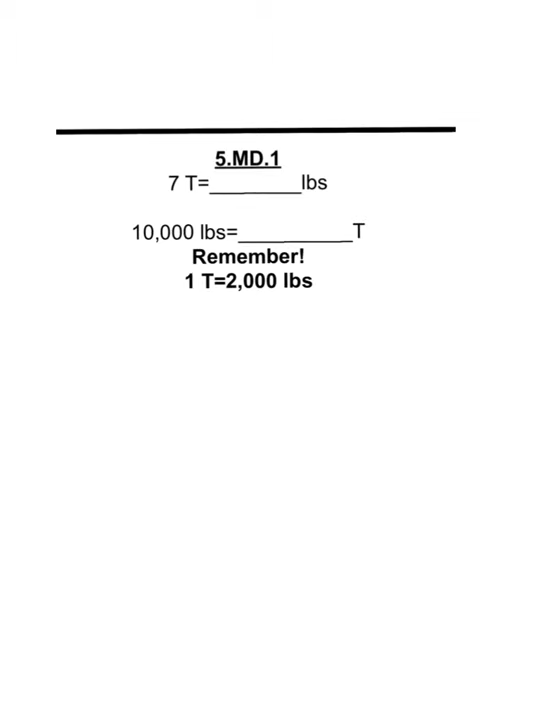 5.MD.1
7 T=________lbs
10,000 lbs=__________T
Remember!
1 T=2,000 lbs